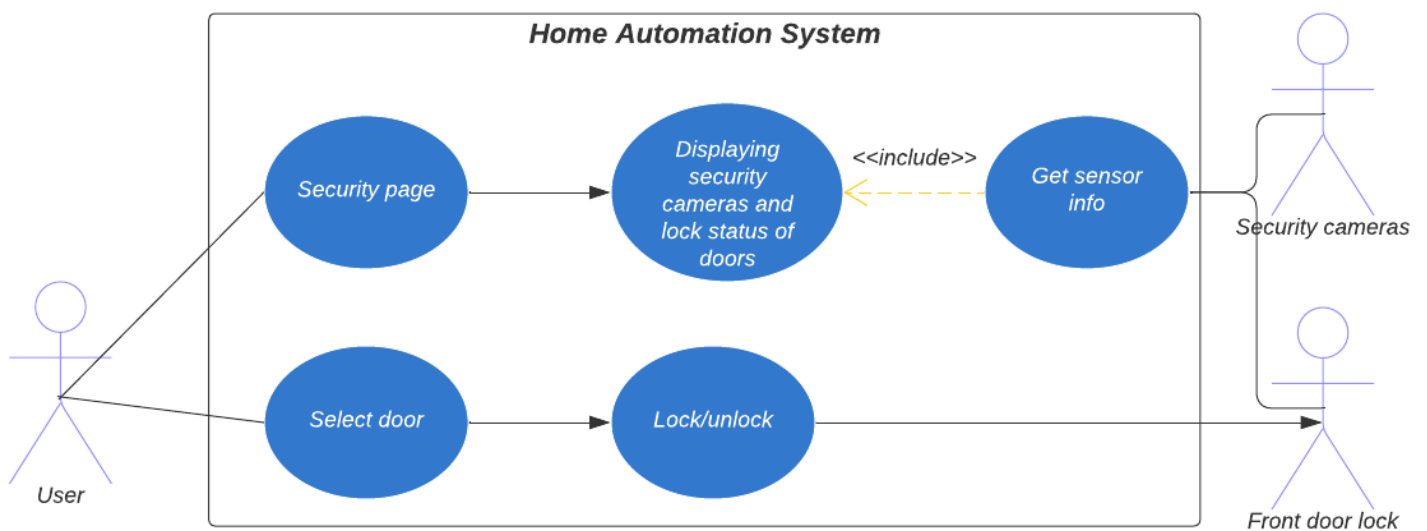 Home Automation System
Security page
Displaying
security
cameras and
lock status of
doors
<<include>>
Get sensor
info
Security cameras
Select door
Lock/unlock
User
Front door lock